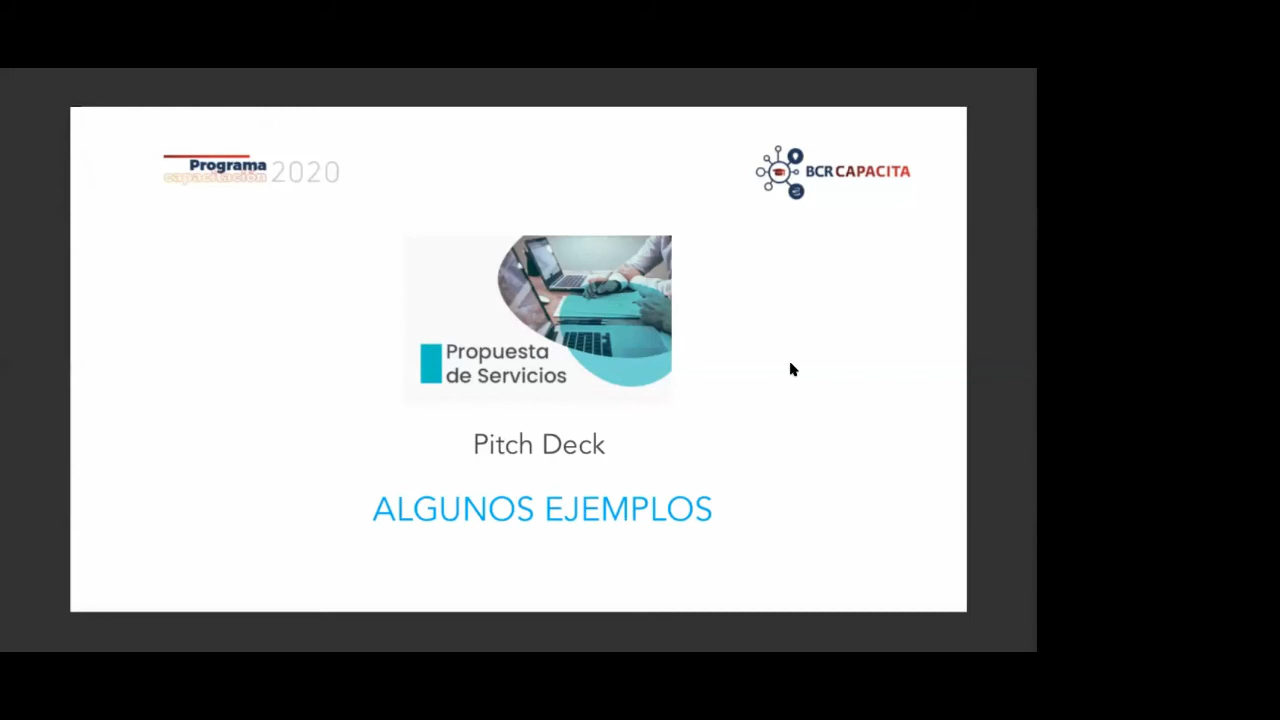 Programa
capacitación 2020
BCR CAPACITA
Propuesta
de Servicios
Pitch Deck
ALGUNOS EJEMPLOS